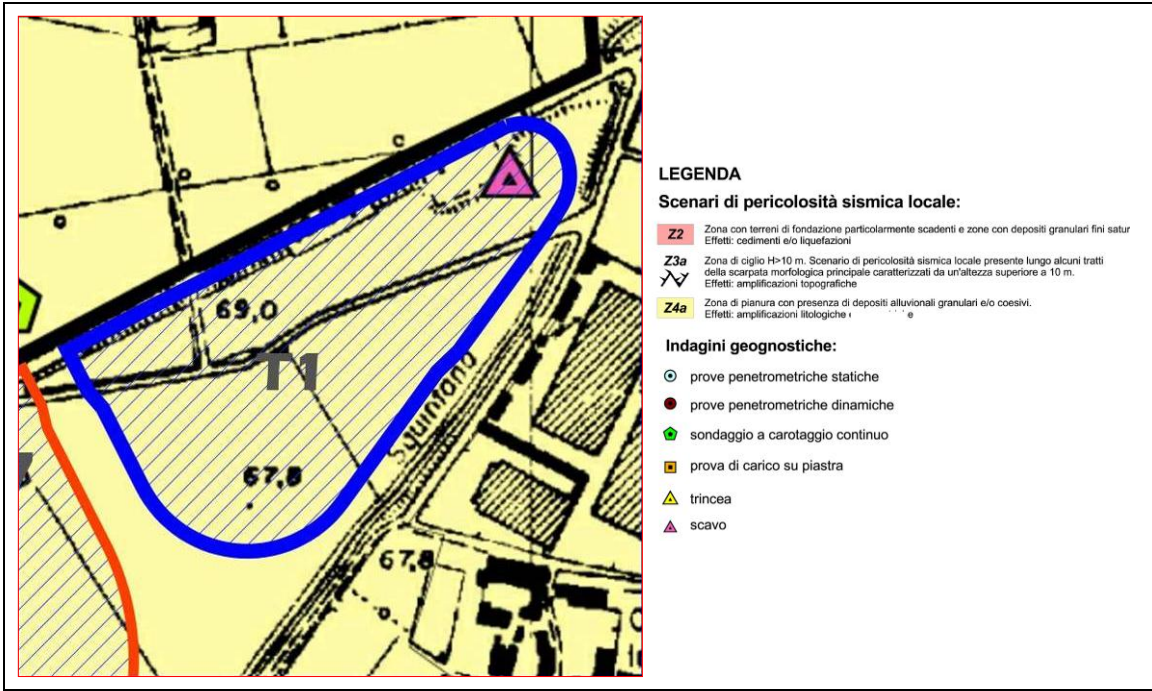 69,0
T1
Squintano
67,8
67,8
LEGENDA
Scenari di pericolosità sismica locale:
Z2
Zona con terreni di fondazione particolarmente scadenti e zone con depositi granulari fini satur
Effetti: cedimenti e/o liquefazioni
Z3a
Zona di ciglio H>10 m. Scenario di pericolosità sismica locale presente lungo alcuni tratti
della scarpata morfologica principale caratterizzati da un'altezza superiore a 10 m.
Effetti: amplificazioni topografiche
Z4a
Zona di pianura con presenza di depositi alluvionali granulari e/o coesivi.
Effetti: amplificazioni litologiche
Indagini geognostiche:
prove penetrometriche statiche
prove penetrometriche dinamiche
sondaggio a carotaggio continuo
prova di carico su piastra
trincea
scavo